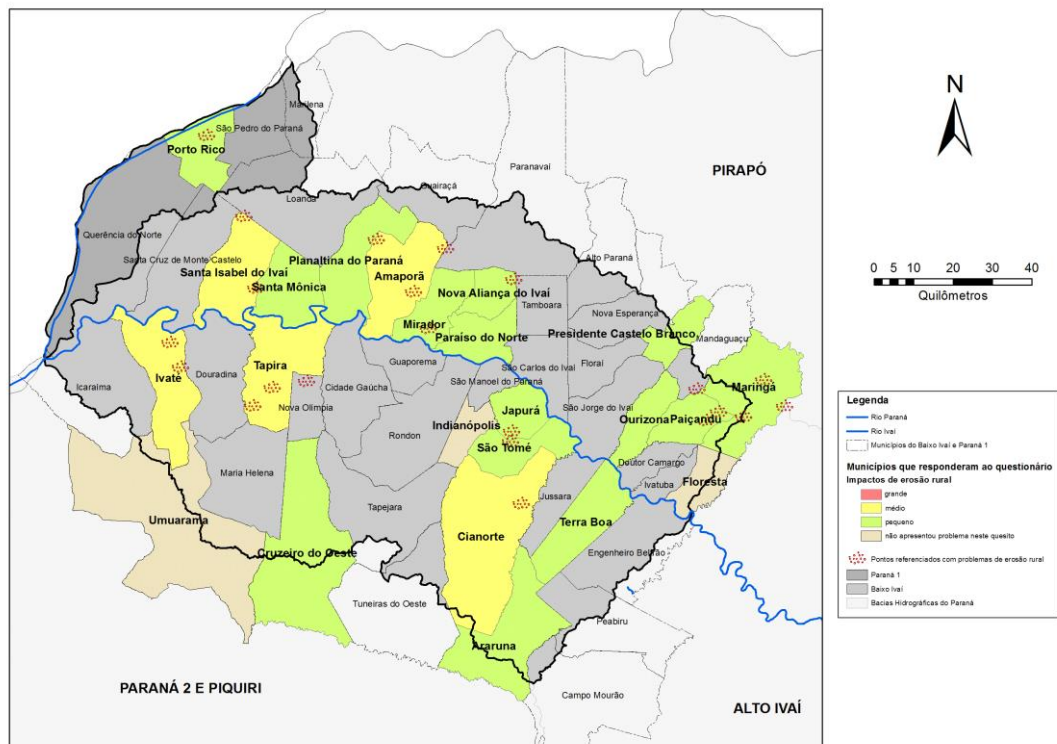 Marilena
São Pedro do Paraná
Porto Rico
Paranavaí
PIRAPÓ
Guairaçá
Loanda
Querência do Norte
Santa Cruz de Monte Castelo
Alto Paraná
Santa Isabel do Ivaí
Planaltina do Paraná
Santa Mônica
Amaporã
Nova Aliança do Ivaí
Tamboara
Nova Esperança
Mirador
Paraíso do Norte
Presidente Castelo Branco
Mandaguaçu
Guaporema
São Carlos do Ivaí
Floraí
Tapira
Ivaté
Douradina
Icaraíma
Cidade Gaúcha
São Manoel do Paraná
Maringá
Nova Olímpia
Japurá
São Jorge do Ivaí
Ourizona
Paiçandu
Indianópolis
Rondon
São Tomé
Doutor Camargo
Maria Helena
Ivatuba
Floresta
Jussara
Tapejara
Umuarama
Terra Boa
Cianorte
Cruzeiro do Oeste
Engenheiro Beltrão
Tuneiras do Oeste
Peabiru
Araruna
PARANÁ 2 E PIQUIRI
Campo Mourão
ALTO IVAÍ
N
0 5 10 20 30 40
Quilômetros
Legenda
Rio Paraná
Rio Ivaí
Municípios do Baixo Ivaí e Paraná 1
Municípios que responderam ao questionário
Impactos de erosão rural
grande
médio
pequeno
não apresentou problema neste quesito
Pontos referenciados com problemas de erosão rural
Paraná 1
Baixo Ivaí
Bacias Hidrográficas do Paraná